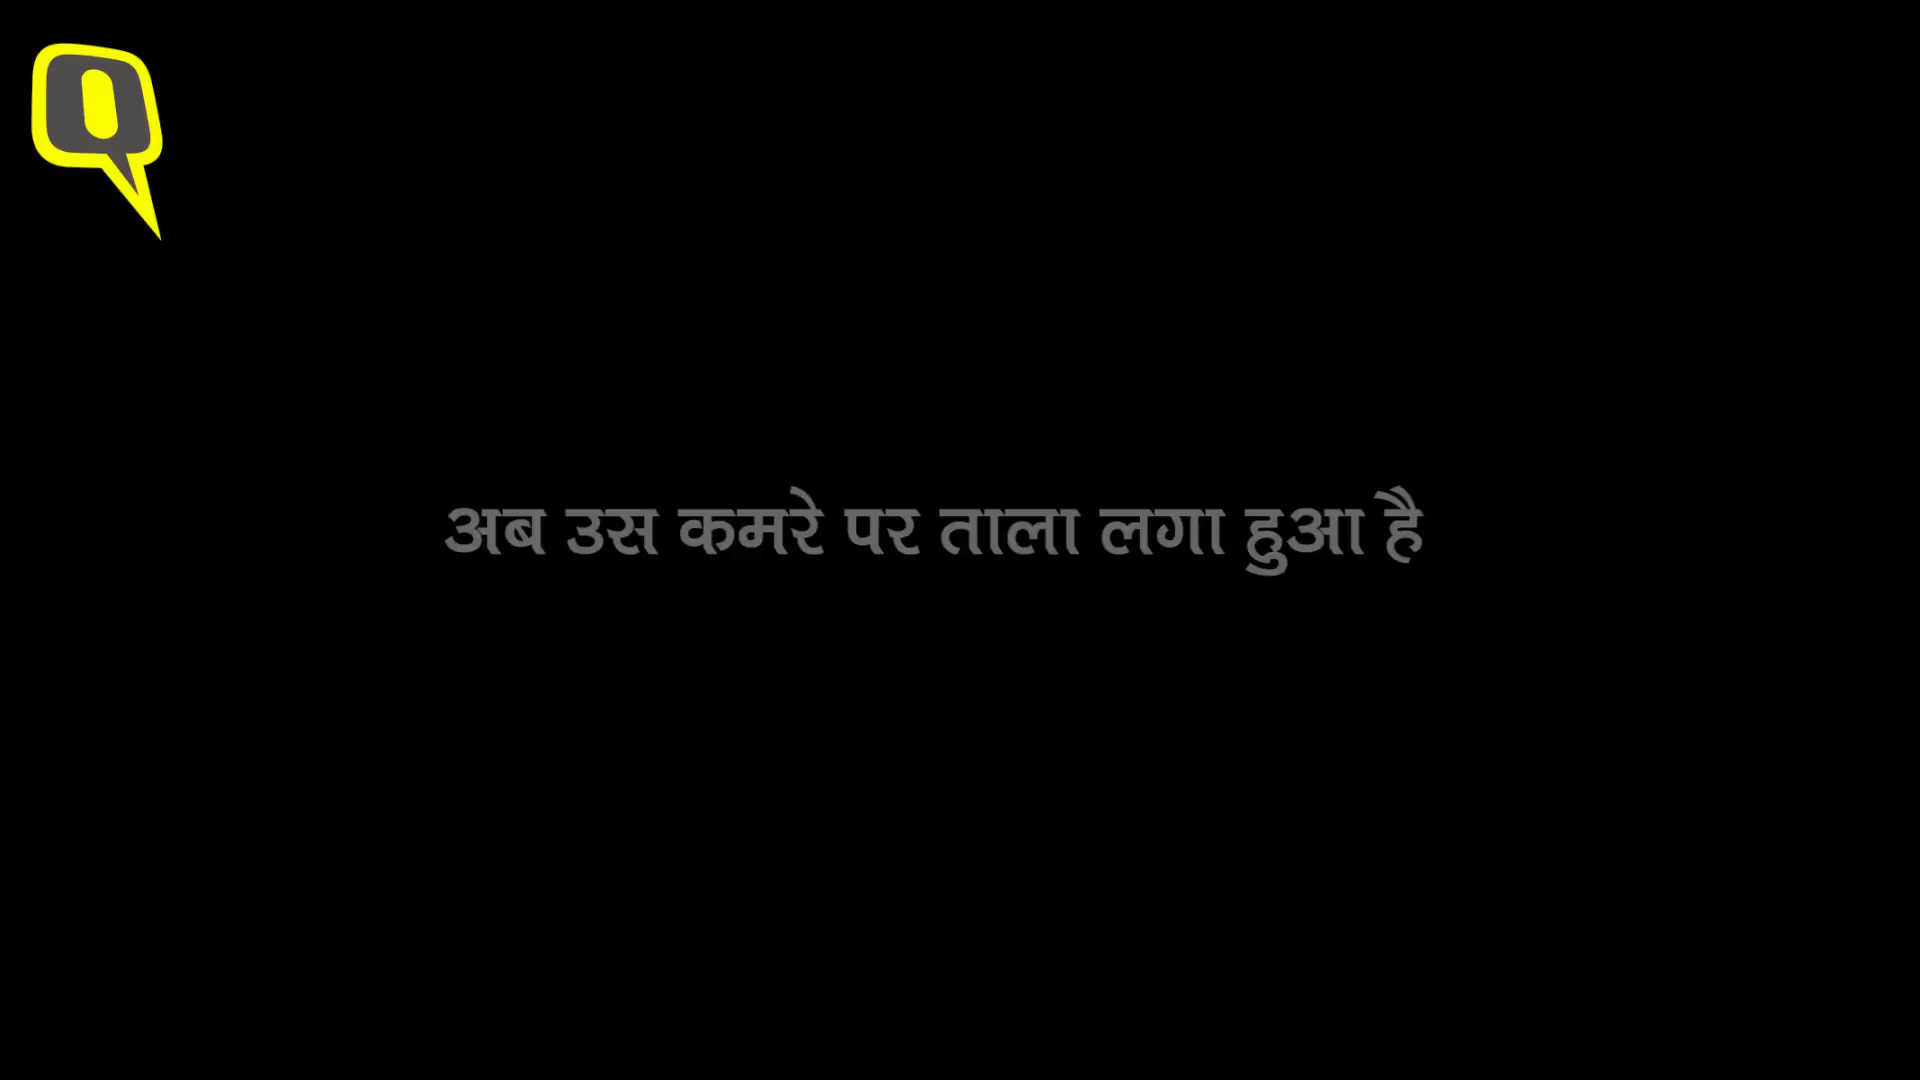 अब उस कमरे पर ताला लगा हुआ है